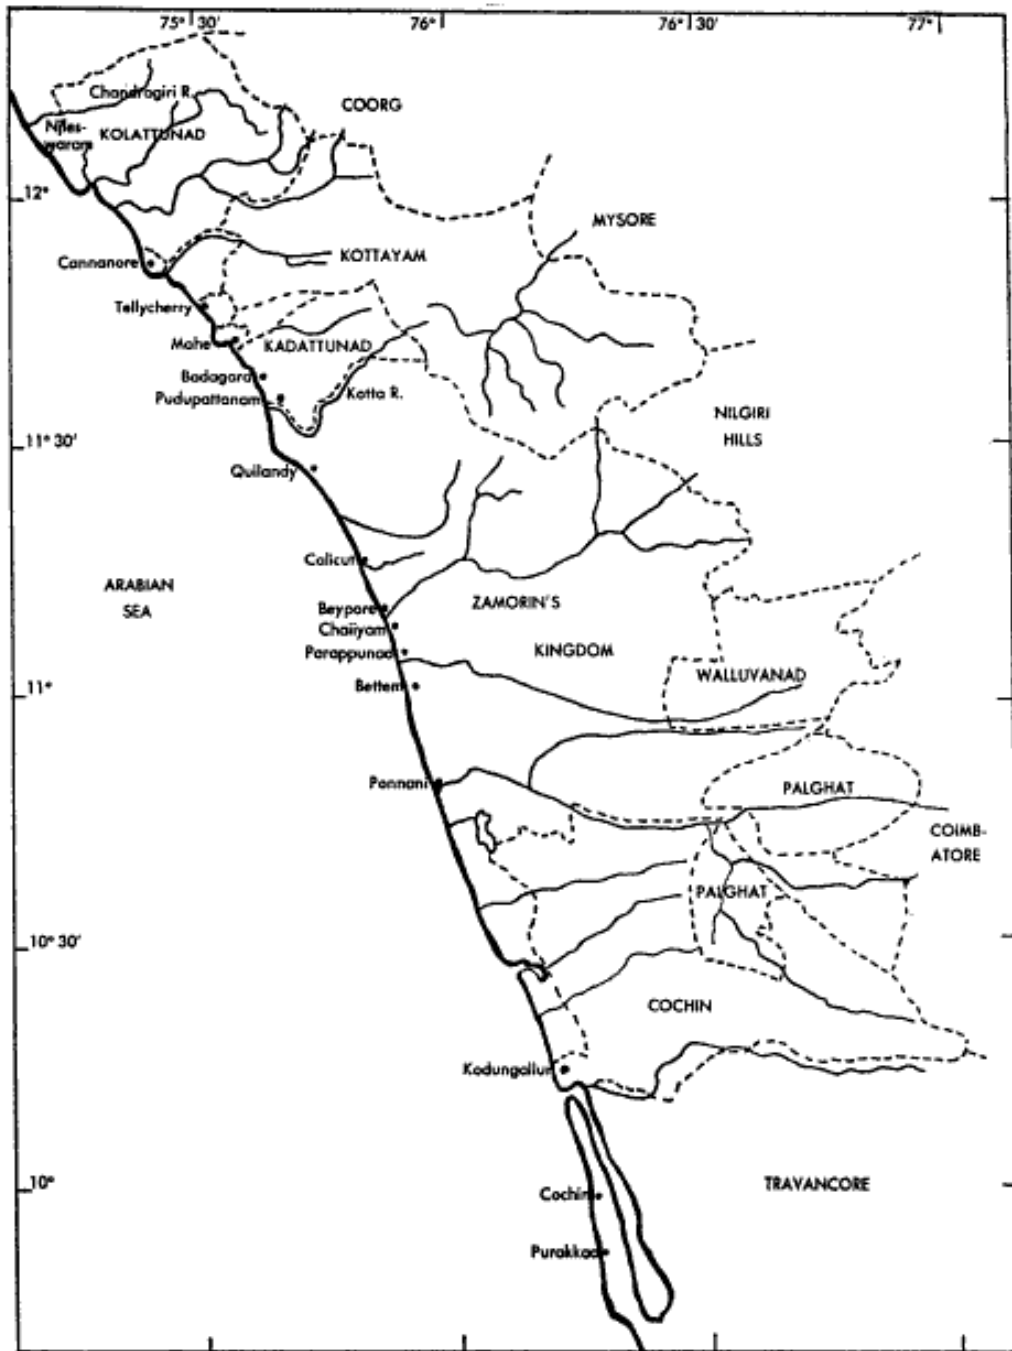 75° 30'
76°
76° 30'
77°
Chandragiri R.
COORG
Niles-
waram
KOLATTUNAD
12°
MYSORE
Cannanore
KOTTAYAM
Tellycherry
Mahe
KADATTUNAD
Badagara
Pudupattanam
Kotta R.
NILGIRI
HILLS
11° 30'
Quilandy
Calicut
ARABIAN
SEA
Beypore
ZAMORIN'S
Chaiiyam
Parappunad
KINGDOM
Bettem
WALLUVANAD
11°
Ponnani
PALGHAT
COIMB-
ATORE
PALGHAT
10° 30'
COCHIN
Kodungallur
10°
Cochin
TRAVANCORE
Purakkad